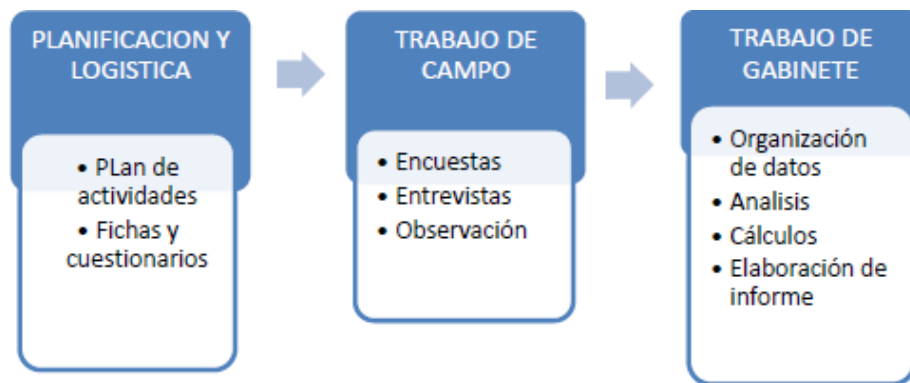 PLANIFICACION Y
LOGISTICA
• PLan de
actividades
• Fichas y
cuestionarios
TRABAJO DE
CAMPO
• Encuestas
• Entrevistas
• Observación
TRABAJO DE
GABINETE
• Organización
de datos
• Analisis
• Cálculos
• Elaboración de
informe